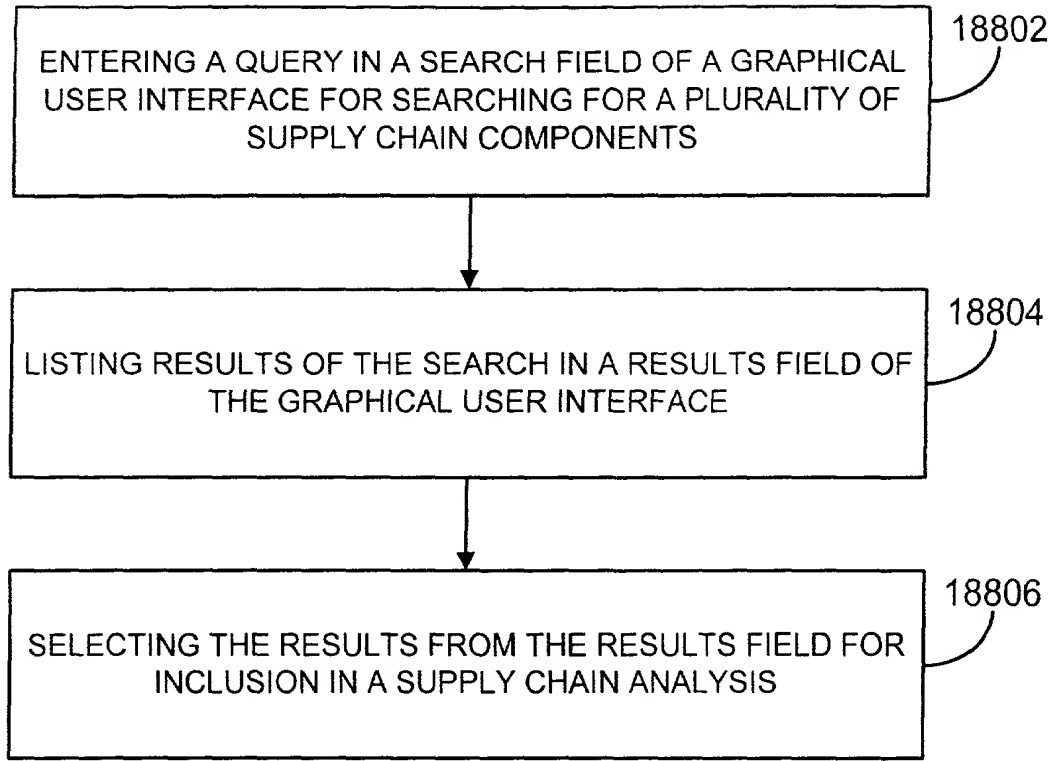 18802
ENTERING A QUERY IN A SEARCH FIELD OF A GRAPHICAL
USER INTERFACE FOR SEARCHING FOR A PLURALITY OF
SUPPLY CHAIN COMPONENTS
18804
LISTING RESULTS OF THE SEARCH IN A RESULTS FIELD OF
THE GRAPHICAL USER INTERFACE
18806
SELECTING THE RESULTS FROM THE RESULTS FIELD FOR
INCLUSION IN A SUPPLY CHAIN ANALYSIS